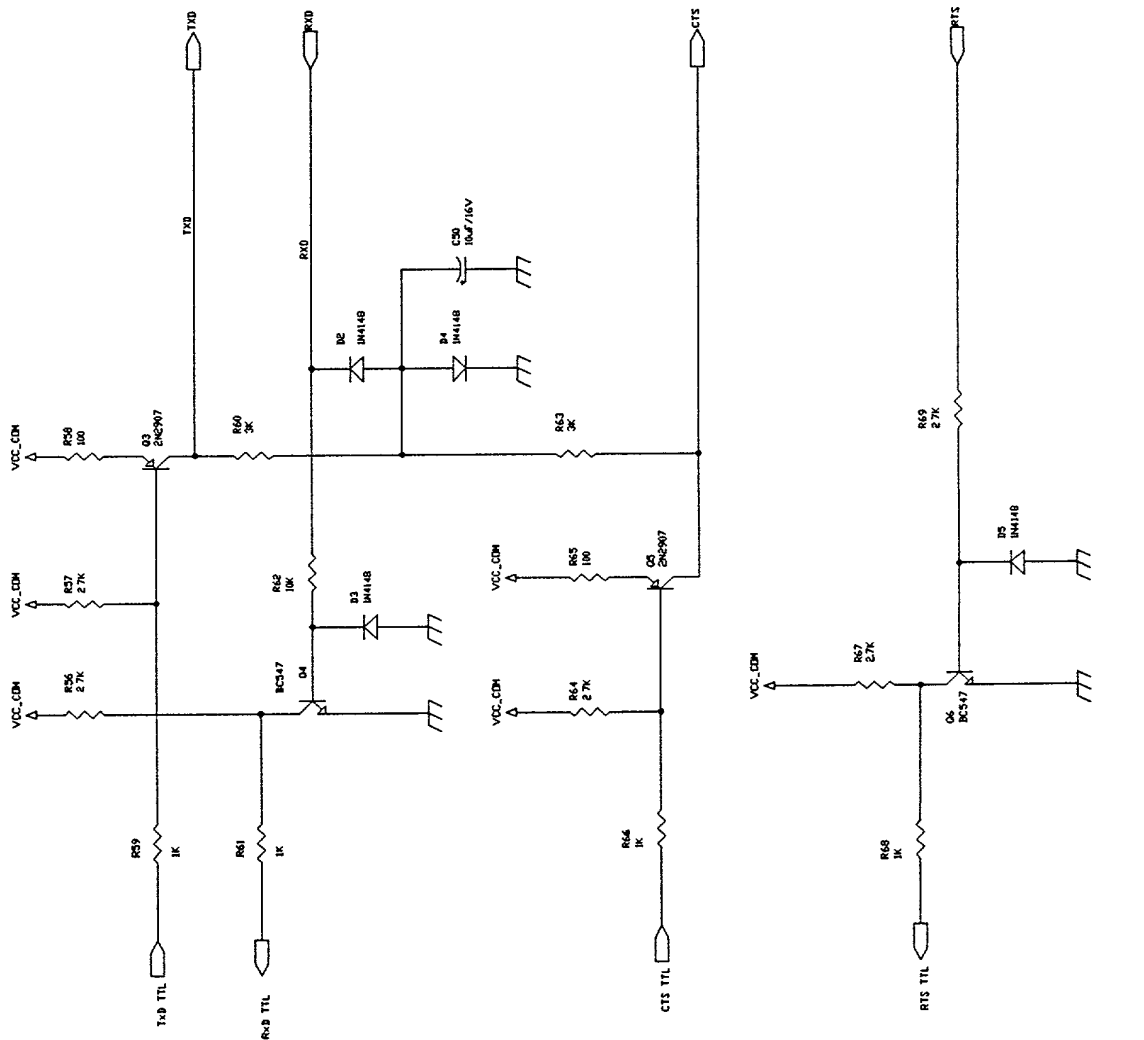 TXD
RXD
CTS
RTS
TXD
RXD
C50
10uF/16V
D2
1N4148
D4
1N4148
VCC_COM
R58
100
Q3
2N2907
R60
3K
R63
3K
R69
2.7K
VCC_COM
R57
2.7K
R62
10K
D3
1N4148
VCC_COM
R65
100
Q5
2N2907
D5
1N4148
VCC_COM
R56
2.7K
BC547
Q4
VCC_COM
R64
2.7K
VCC_COM
R67
2.7K
Q6
BC547
R59
1K
R61
1K
R66
1K
R68
1K
TxD TTL
RxD TTL
CTS TTL
RTS TTL